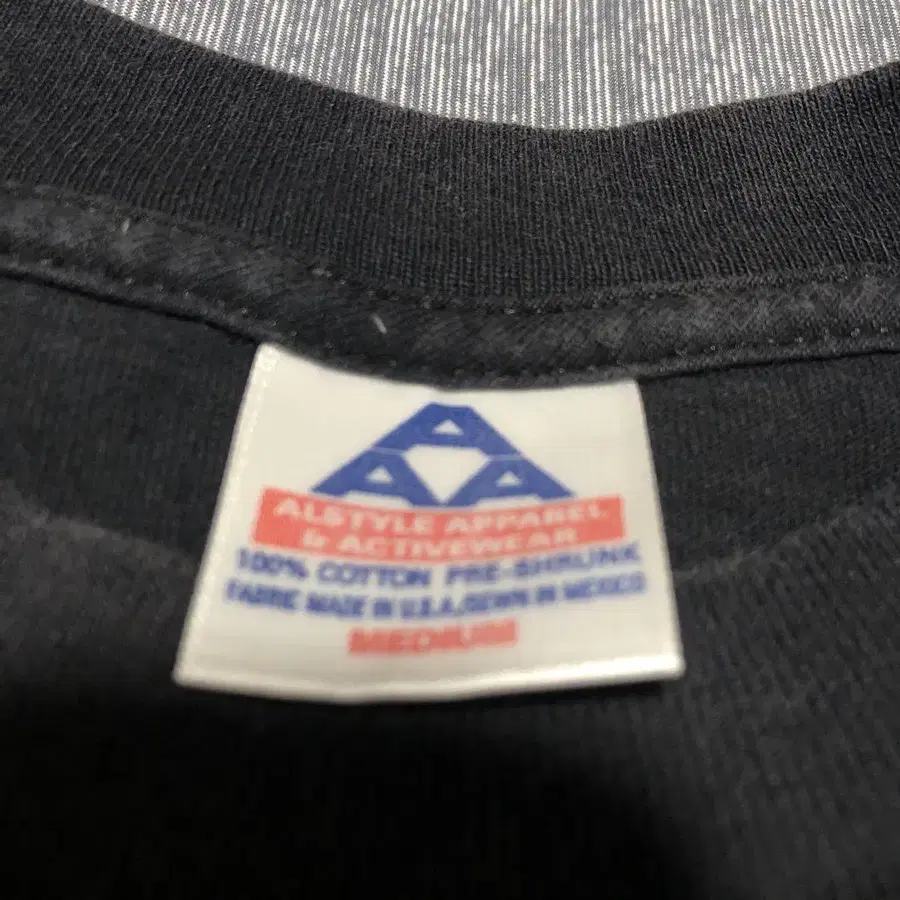 A
A A
ALSTYLE APPAREL
& ACTIVEWEAR
100% COTTON PRE-SHRUNK
FABRIC MADE IN U.S.A./SEWN IN MEXICO
MEDIUM